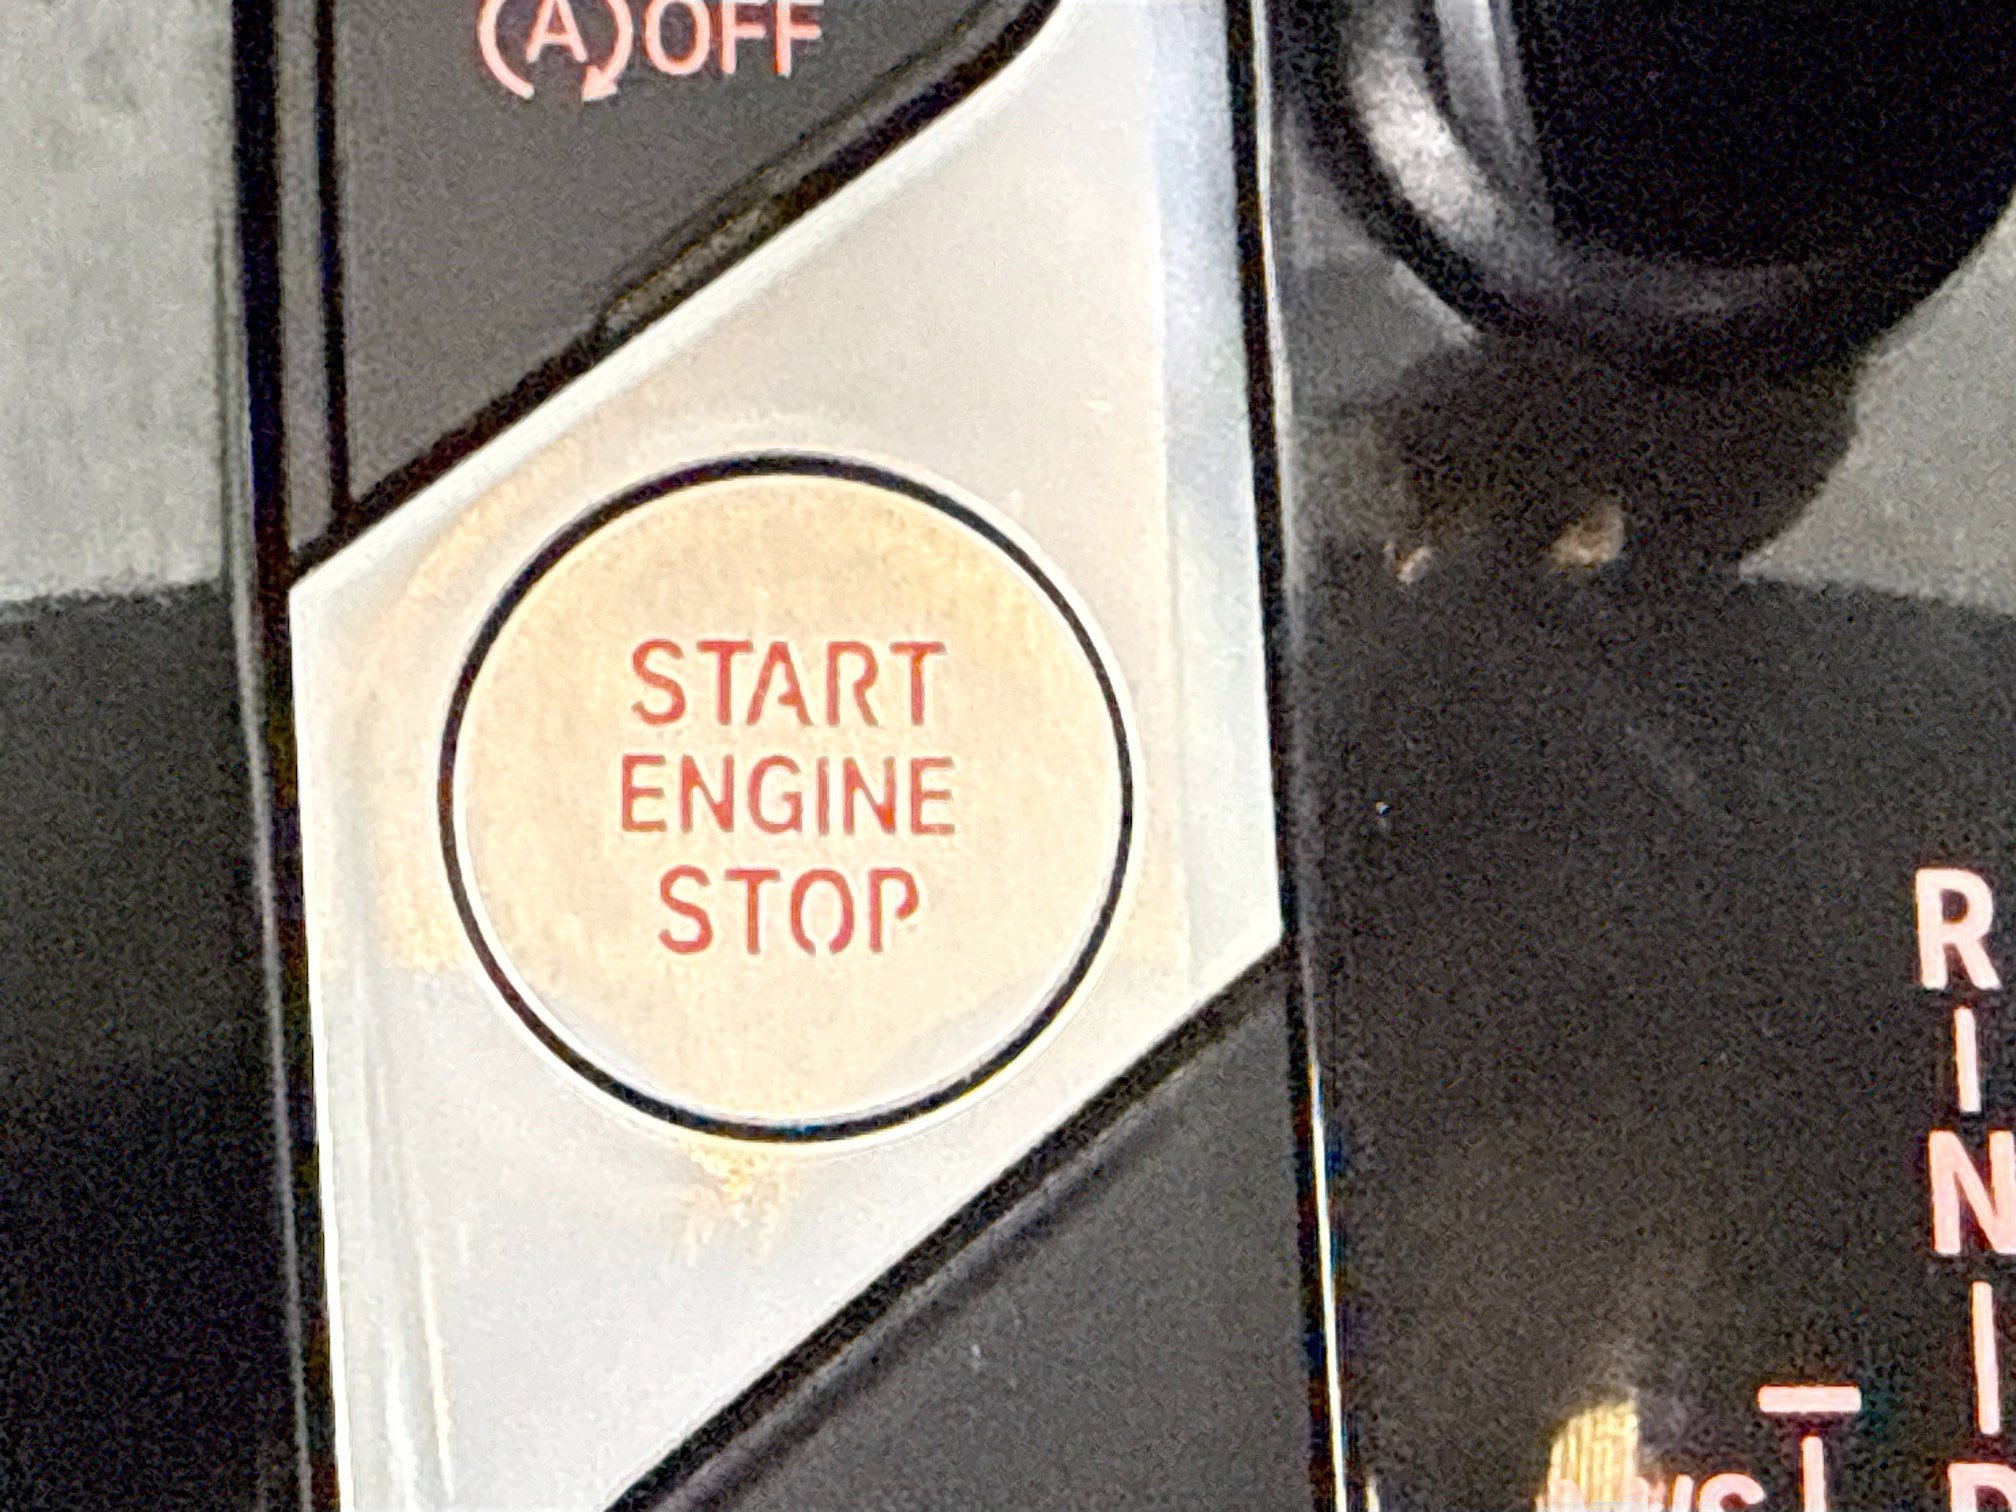 (A) OFF
START
ENGINE
STOP
R
N
D
M/S